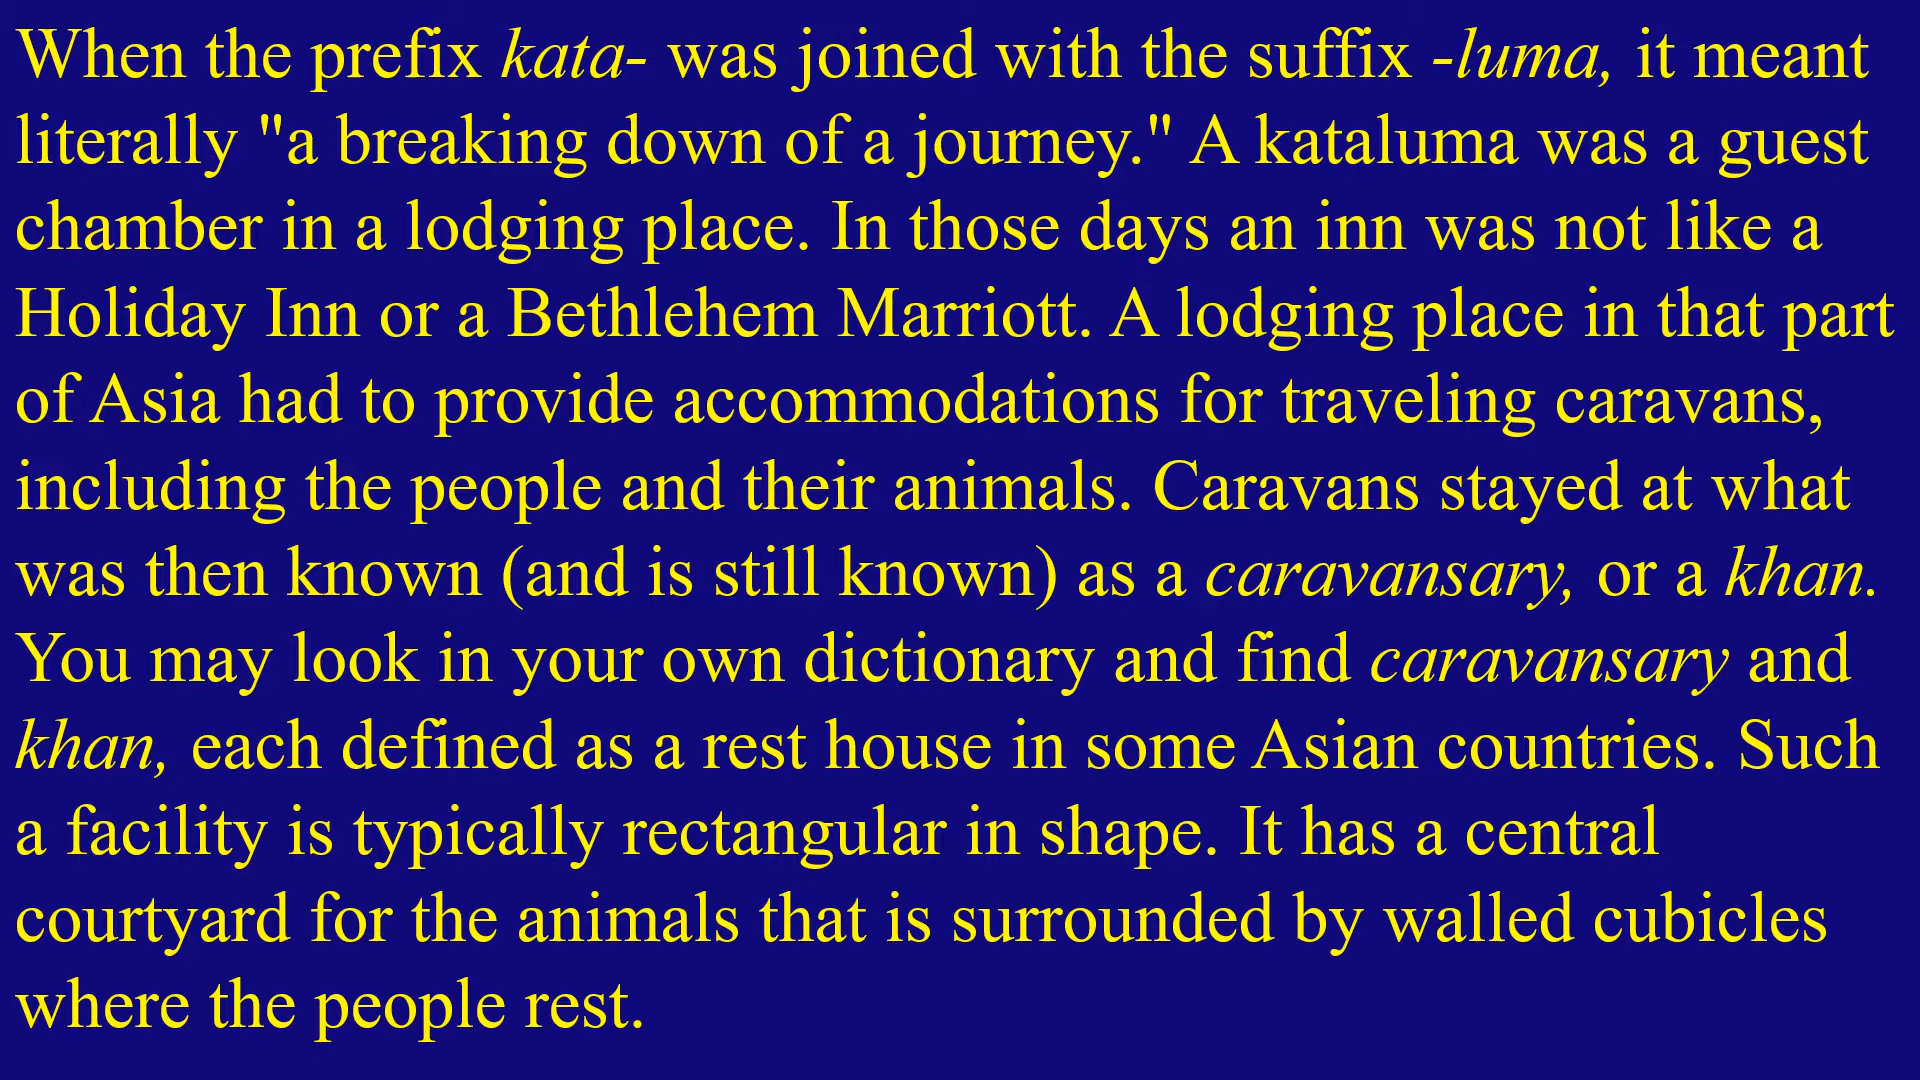 When the prefix kata- was joined with the suffix -luma, it meant
literally "a breaking down of a journey." A kataluma was a guest
chamber in a lodging place. In those days an inn was not like a
Holiday Inn or a Bethlehem Marriott. A lodging place in that part
of Asia had to provide accommodations for traveling caravans,
including the people and their animals. Caravans stayed at what
was then known (and is still known) as a caravansary, or a khan.
You may look in your own dictionary and find caravansary and
khan, each defined as a rest house in some Asian countries. Such
a facility is typically rectangular in shape. It has a central
courtyard for the animals that is surrounded by walled cubicles
where the people rest.